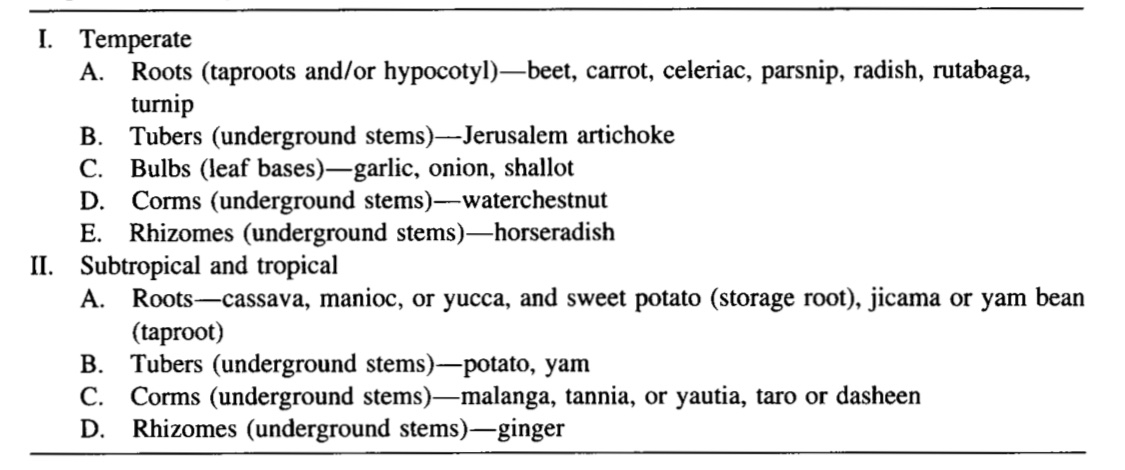 I. Temperate
A. Roots (taproots and/or hypocotyl)—beet, carrot, celeriac, parsnip, radish, rutabaga,
turnip
B. Tubers (underground stems)—Jerusalem artichoke
C. Bulbs (leaf bases)—garlic, onion, shallot
D. Corms (underground stems)—waterchestnut
E. Rhizomes (underground stems)—horseradish
II. Subtropical and tropical
A. Roots—cassava, manioc, or yucca, and sweet potato (storage root), jicama or yam bean
(taproot)
B. Tubers (underground stems)—potato, yam
C. Corms (underground stems)—malanga, tannia, or yautia, taro or dasheen
D. Rhizomes (underground stems)—ginger